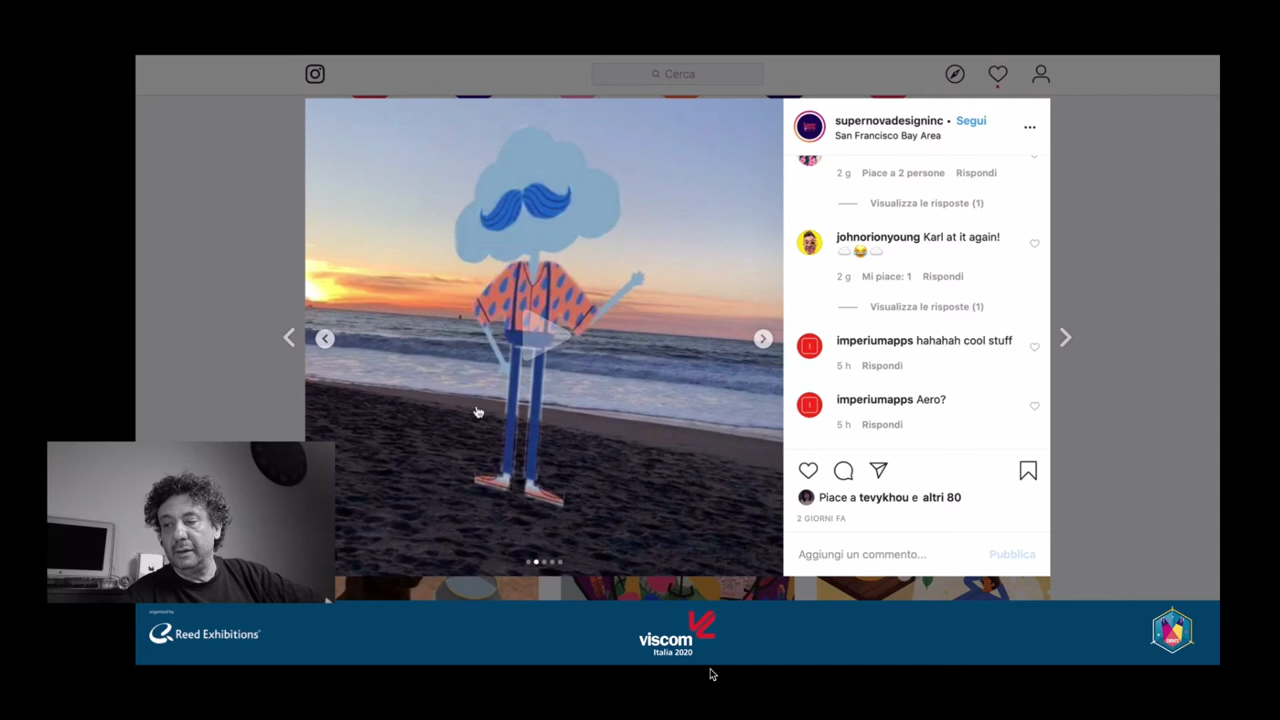 Cerca
supernovadesigninc • Segui
San Francisco Bay Area
2 g Piace a 2 persone Rispondi
Visualizza le risposte (1)
johnorionyoung Karl at it again!
☁️😂☁️
2 g Mi piace: 1 Rispondi
Visualizza le risposte (1)
imperiumapps hahahah cool stuff
5 h Rispondi
imperiumapps Aero?
5 h Rispondi
Piace a tevykhou e altri 80
2 GIORNI FA
Aggiungi un commento... Pubblica
organized by
Reed Exhibitions
viscom
Italia 2020